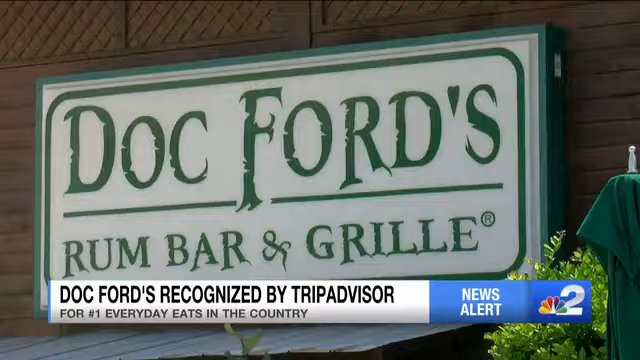 DOC FORD'S
RUM BAR & GRILLE®
DOC FORD'S RECOGNIZED BY TRIPADVISOR
FOR #1 EVERYDAY EATS IN THE COUNTRY
NEWS
ALERT
2